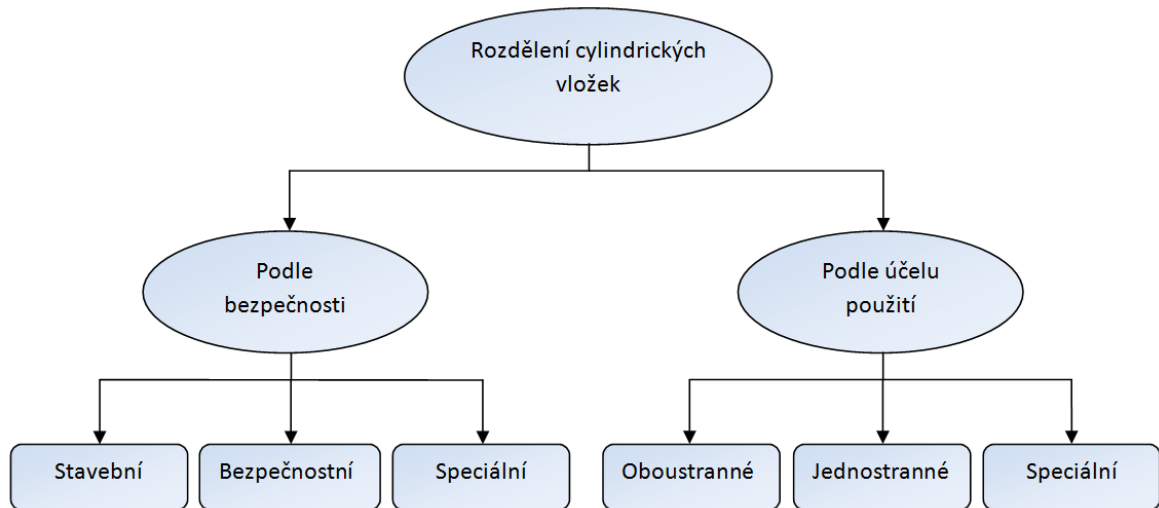 Rozdělení cylindrických
vložek
Podle
bezpečnosti
Podle účelu
použití
Stavební
Bezpečnostní
Speciální
Oboustranné
Jednostranné
Speciální